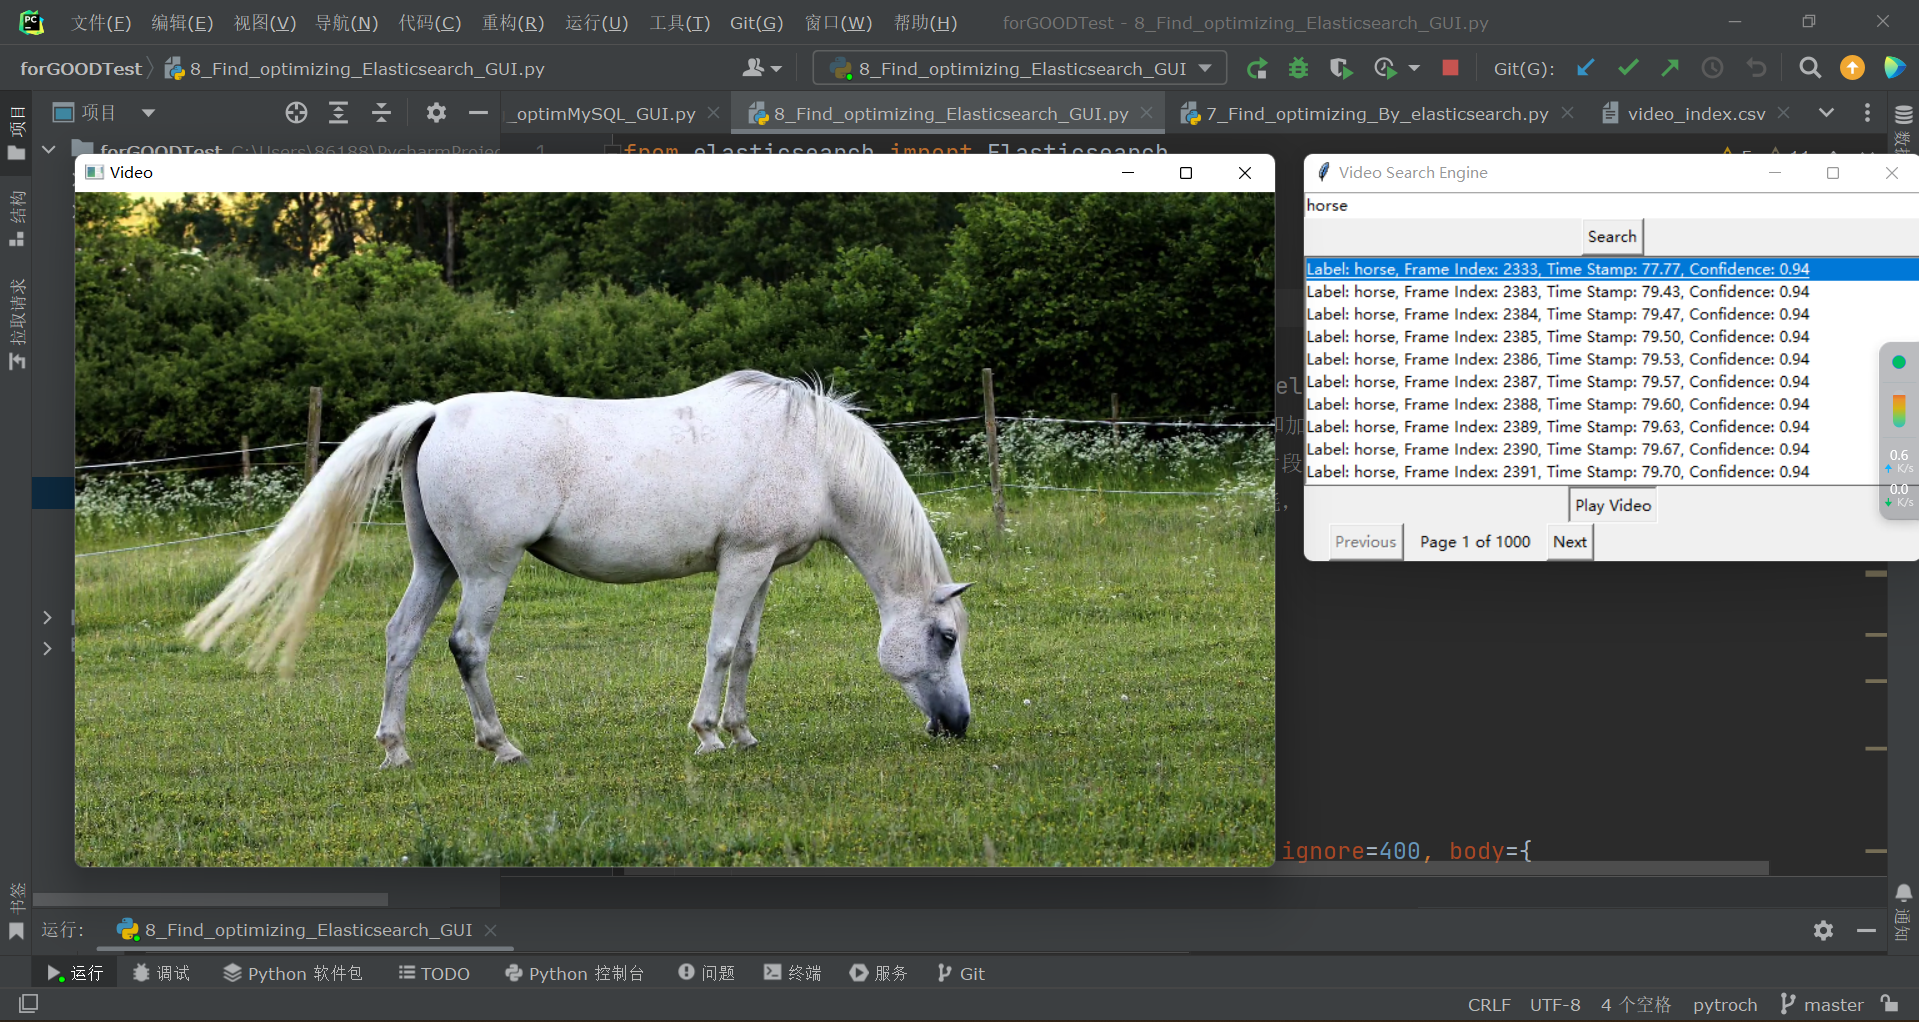 PC 文件(F) 编辑(E) 视图(V) 导航(N) 代码(C) 重构(R) 运行(U) 工具(T) Git(G) 窗口(W) 帮助(H) forGOODTest - 8_Find_optimizing_Elasticsearch_GUI.py
forGOODTest 8_Find_optimizing_Elasticsearch_GUI.py 8_Find_optimizing_Elasticsearch_GUI Git(G):
项目 _optimMySQL_GUI.py 8_Find_optimizing_Elasticsearch_GUI.py 7_Find_optimizing_By_elasticsearch.py video_index.csv
项目
结构
拉取请求
书签
forGOODTest C:\Users\86188\PycharmProjec
1 from elasticsearch import Elasticsearch
Video
Video Search Engine
horse
Search
Label: horse, Frame Index: 2333, Time Stamp: 77.77, Confidence: 0.94
Label: horse, Frame Index: 2383, Time Stamp: 79.43, Confidence: 0.94
Label: horse, Frame Index: 2384, Time Stamp: 79.47, Confidence: 0.94
Label: horse, Frame Index: 2385, Time Stamp: 79.50, Confidence: 0.94
Label: horse, Frame Index: 2386, Time Stamp: 79.53, Confidence: 0.94
Label: horse, Frame Index: 2387, Time Stamp: 79.57, Confidence: 0.94
Label: horse, Frame Index: 2388, Time Stamp: 79.60, Confidence: 0.94
Label: horse, Frame Index: 2389, Time Stamp: 79.63, Confidence: 0.94
Label: horse, Frame Index: 2390, Time Stamp: 79.67, Confidence: 0.94
Label: horse, Frame Index: 2391, Time Stamp: 79.70, Confidence: 0.94
Play Video
Previous Page 1 of 1000 Next
el
加
段
0.6
K/s
0.0
K/s
ignore=400, body={
通知
运行: 8_Find_optimizing_Elasticsearch_GUI
运行 调试 Python 软件包 TODO Python 控制台 问题 终端 服务 Git
CRLF UTF-8 4 个空格 pytroch master